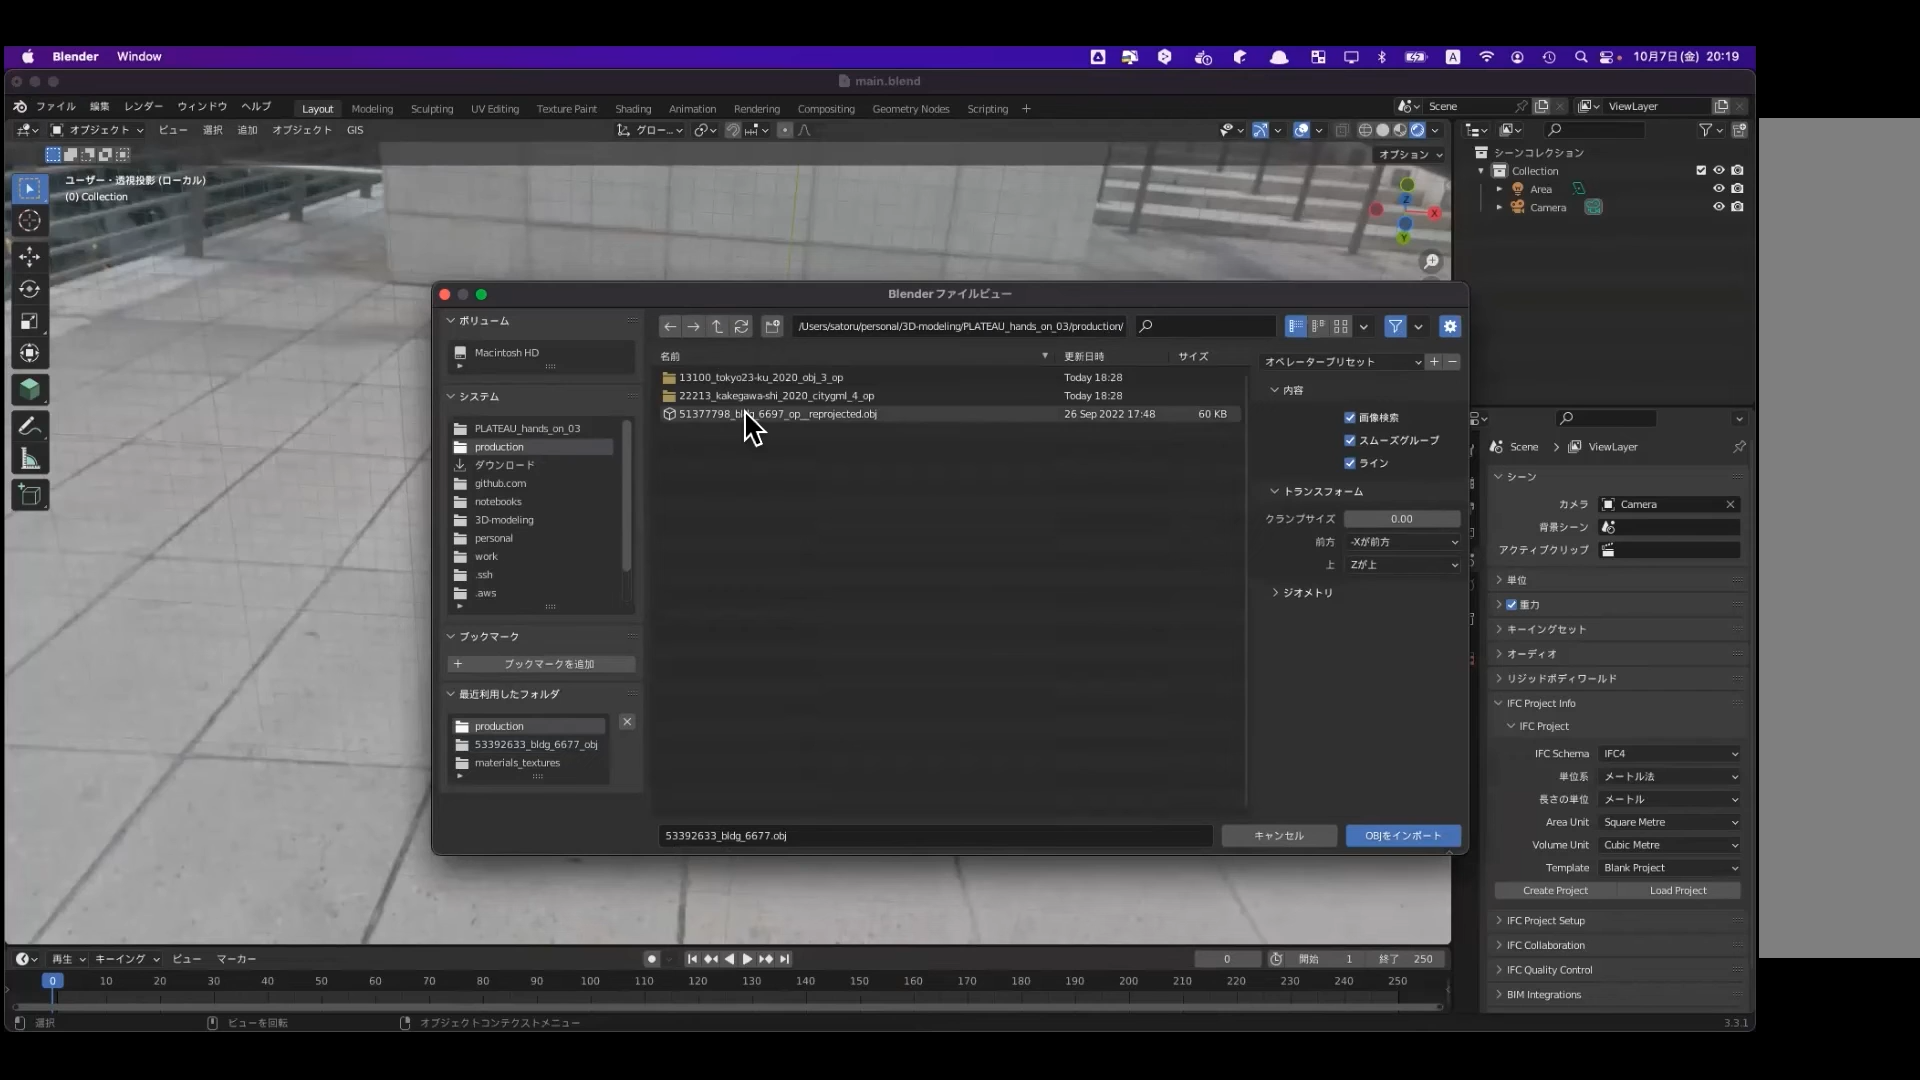 Blender Window
10月7日(金) 20:19
main.blend
ファイル 編集 レンダー ウィンドウ ヘルプ Layout Modeling Sculpting UV Editing Texture Paint Shading Animation Rendering Compositing Geometry Nodes Scripting + Scene ViewLayer
オブジェクト ビュー 選択 追加 オブジェクト GIS グロー...
オプション
ユーザー・透視投影 (ローカル)
(0) Collection
シーンコレクション
Collection
Area
Camera
Z
X
Y
Blenderファイルビュー
ボリューム
Macintosh HD
システム
PLATEAU_hands_on_03
production
ダウンロード
github.com
notebooks
3D-modeling
personal
work
.ssh
.aws
ブックマーク
+ ブックマークを追加
最近利用したフォルダ
production
53392633_bldg_6677_obj
materials_textures
/Users/satoru/personal/3D-modeling/PLATEAU_hands_on_03/production/
名前 更新日時 サイズ
13100_tokyo23-ku_2020_obj_3_op Today 18:28
22213_kakegawa-shi_2020_citygml_4_op Today 18:28
51377798_bldg_6697_op__reprojected.obj 26 Sep 2022 17:48 60 KB
オペレータープリセット
内容
画像検索
スムーズグループ
ライン
トランスフォーム
クランプサイズ 0.00
前方 -Xが前方
上 Zが上
ジオメトリ
53392633_bldg_6677.obj キャンセル OBJをインポート
Scene > ViewLayer
シーン
カメラ Camera
背景シーン
アクティブクリップ
単位
重力
キーイングセット
オーディオ
リジッドボディワールド
IFC Project Info
IFC Project
IFC Schema IFC4
単位系 メートル法
長さの単位 メートル
Area Unit Square Metre
Volume Unit Cubic Metre
Template Blank Project
Create Project Load Project
IFC Project Setup
IFC Collaboration
IFC Quality Control
BIM Integrations
再生 キーイング ビュー マーカー 0 開始 1 終了 250
0 10 20 30 40 50 60 70 80 90 100 110 120 130 140 150 160 170 180 190 200 210 220 230 240 250
選択 ビューを回転 オブジェクトコンテクストメニュー 3.3.1